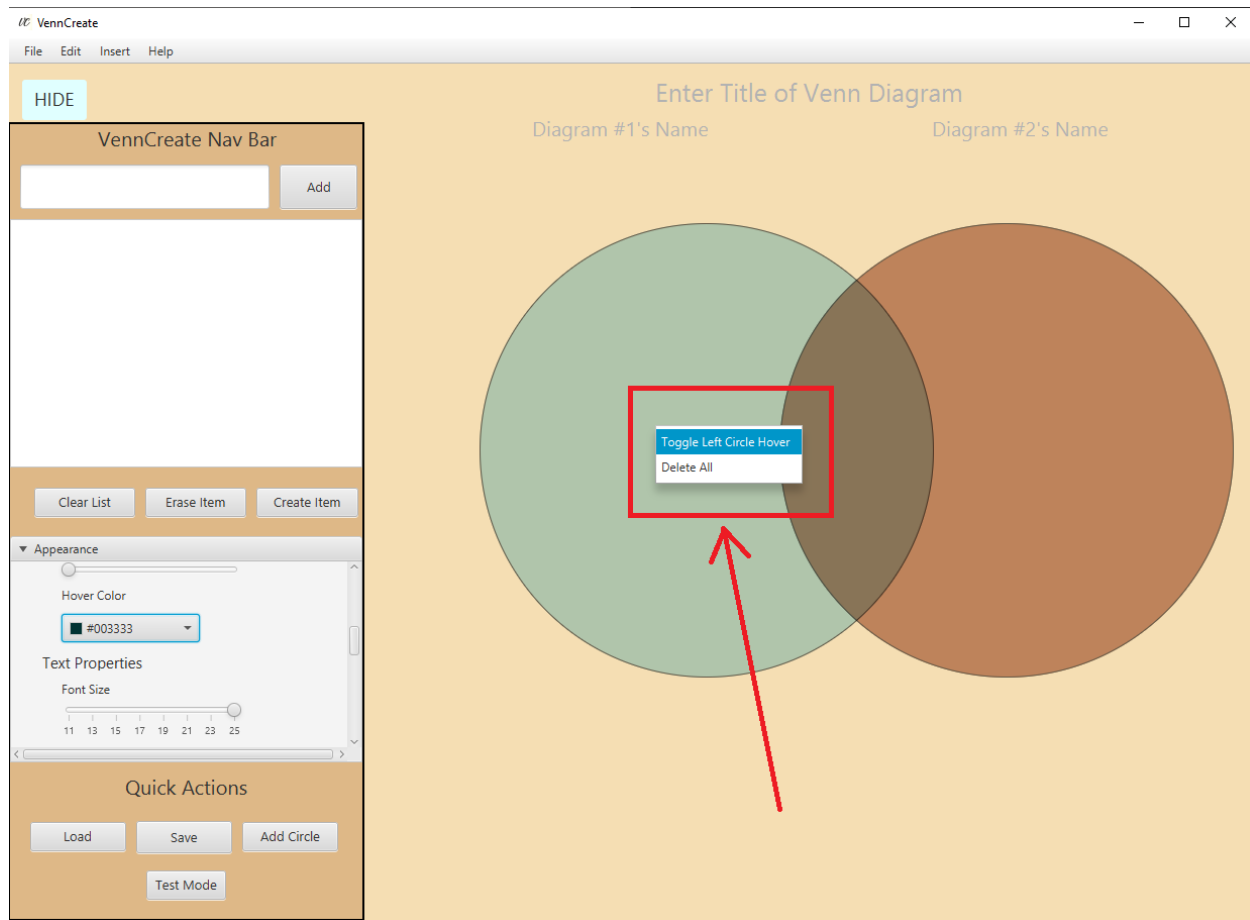 VC VennCreate
File Edit Insert Help
HIDE
Enter Title of Venn Diagram
Diagram #1's Name
Diagram #2's Name
VennCreate Nav Bar
Add
Toggle Left Circle Hover
Delete All
Clear List
Erase Item
Create Item
Appearance
Hover Color
#003333
Text Properties
Font Size
11 13 15 17 19 21 23 25
Quick Actions
Load
Save
Add Circle
Test Mode